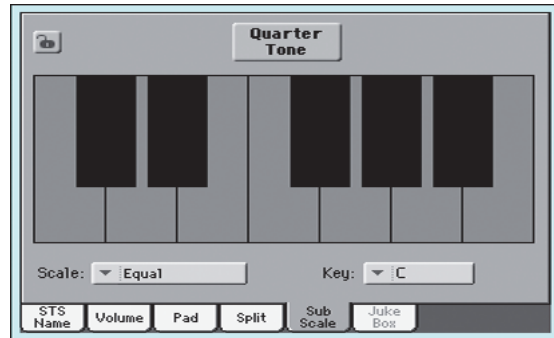 Quarter
Tone
Scale: Equal
Key: C
STS
Name
Volume
Pad
Split
Sub
Scale
Juke
Box